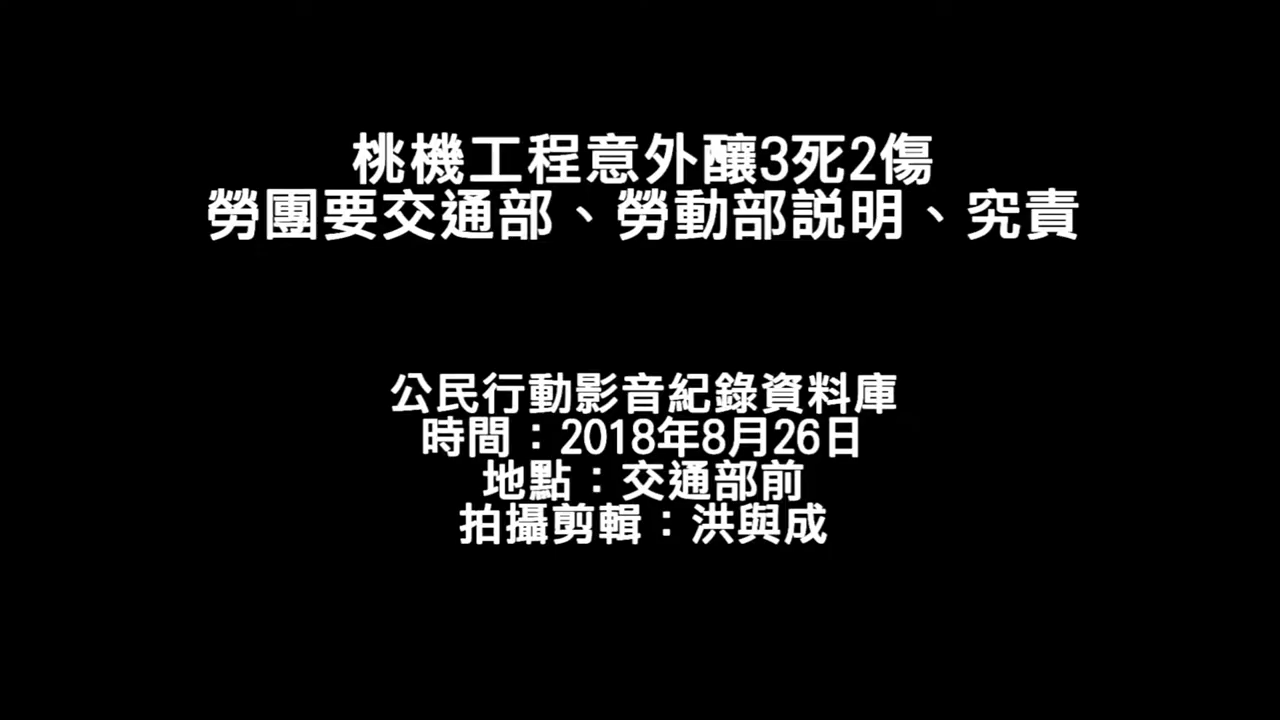 桃機工程意外釀3死2傷
勞團要交通部、勞動部說明、究責
公民行動影音紀錄資料庫
時間：2018年8月26日
地點：交通部前
拍攝剪輯：洪與成